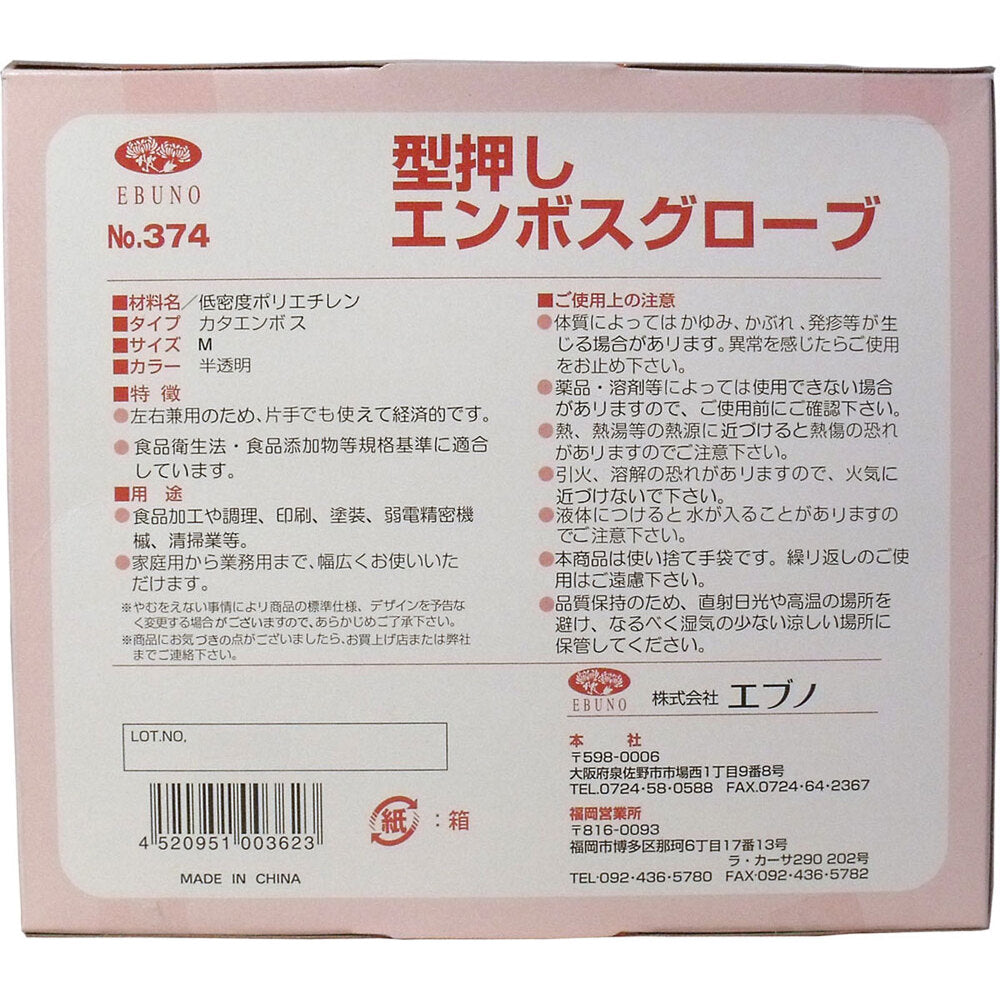 EBUNO
No.374
型押し
エンボスグローブ
■材料名／低密度ポリエチレン
■タイプ カタエンボス
■サイズ M
■カラー 半透明
■特 徴
●左右兼用のため、片手でも使えて経済的です。
●食品衛生法・食品添加物等規格基準に適合
しています。
■用 途
●食品加工や調理、印刷、塗装、弱電精密機
械、清掃業等。
●家庭用から業務用まで、幅広くお使いいた
だけます。
※やむをえない事情により商品の標準仕様、デザインを予告な
く変更する場合がございますので、あらかじめご了承下さい。
※商品にお気づきの点がございましたら、お買上げ店または弊社
までご連絡下さい。
■ご使用上の注意
●体質によってはかゆみ、かぶれ、発疹等が生
じる場合があります。異常を感じたらご使用
をお止め下さい。
●薬品・溶剤等によっては使用できない場合
がありますので、ご使用前にご確認下さい。
●熱、熱湯等の熱源に近づけると熱傷の恐れ
がありますのでご注意下さい。
●引火、溶解の恐れがありますので、火気に
近づけないで下さい。
●液体につけると水が入ることがありますの
でご注意下さい。
●本商品は使い捨て手袋です。繰り返しのご使
用はご遠慮下さい。
●品質保持のため、直射日光や高温の場所を
避け、なるべく湿気の少ない涼しい場所に
保管してください。
EBUNO 株式会社 エブノ
本 社
〒598-0006
大阪府泉佐野市市場西1丁目9番8号
TEL.0724・58・0588 FAX.0724・64・2367
福岡営業所
〒816-0093
福岡市博多区那珂6丁目17番13号
ラ・カーサ290 202号
TEL・092・436・5780 FAX・092・436・5782
LOT.NO,
4 520951 003623
紙 ：箱
MADE IN CHINA